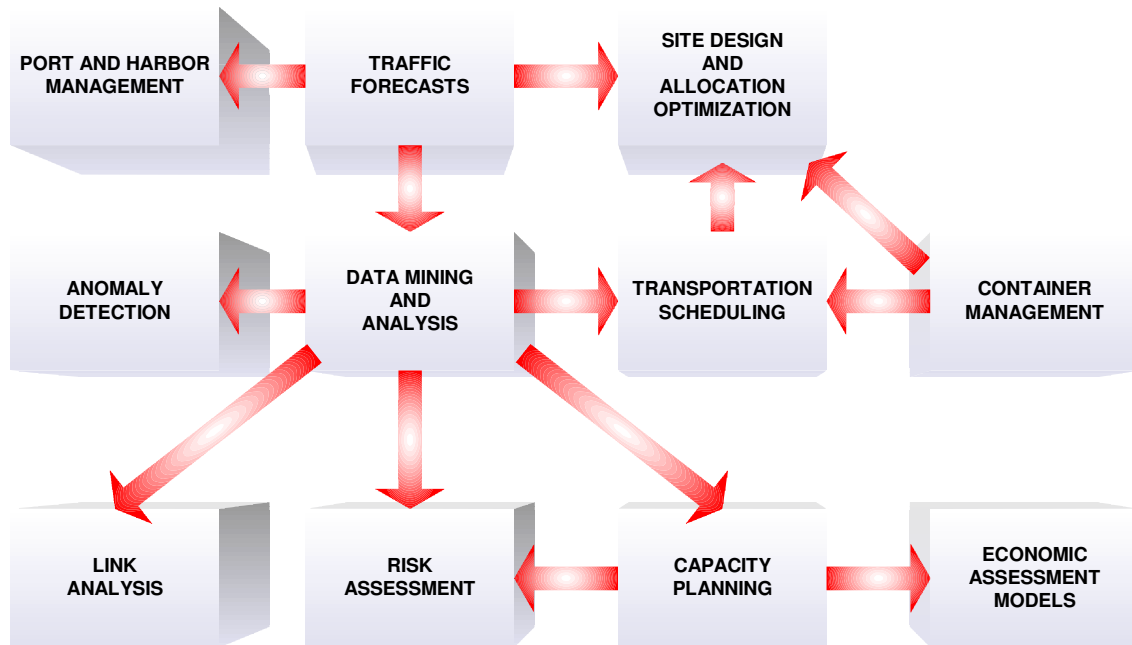 PORT AND HARBOR
MANAGEMENT
TRAFFIC
FORECASTS
SITE DESIGN
AND
ALLOCATION
OPTIMIZATION
ANOMALY
DETECTION
DATA MINING
AND
ANALYSIS
TRANSPORTATION
SCHEDULING
CONTAINER
MANAGEMENT
LINK
ANALYSIS
RISK
ASSESSMENT
CAPACITY
PLANNING
ECONOMIC
ASSESSMENT
MODELS